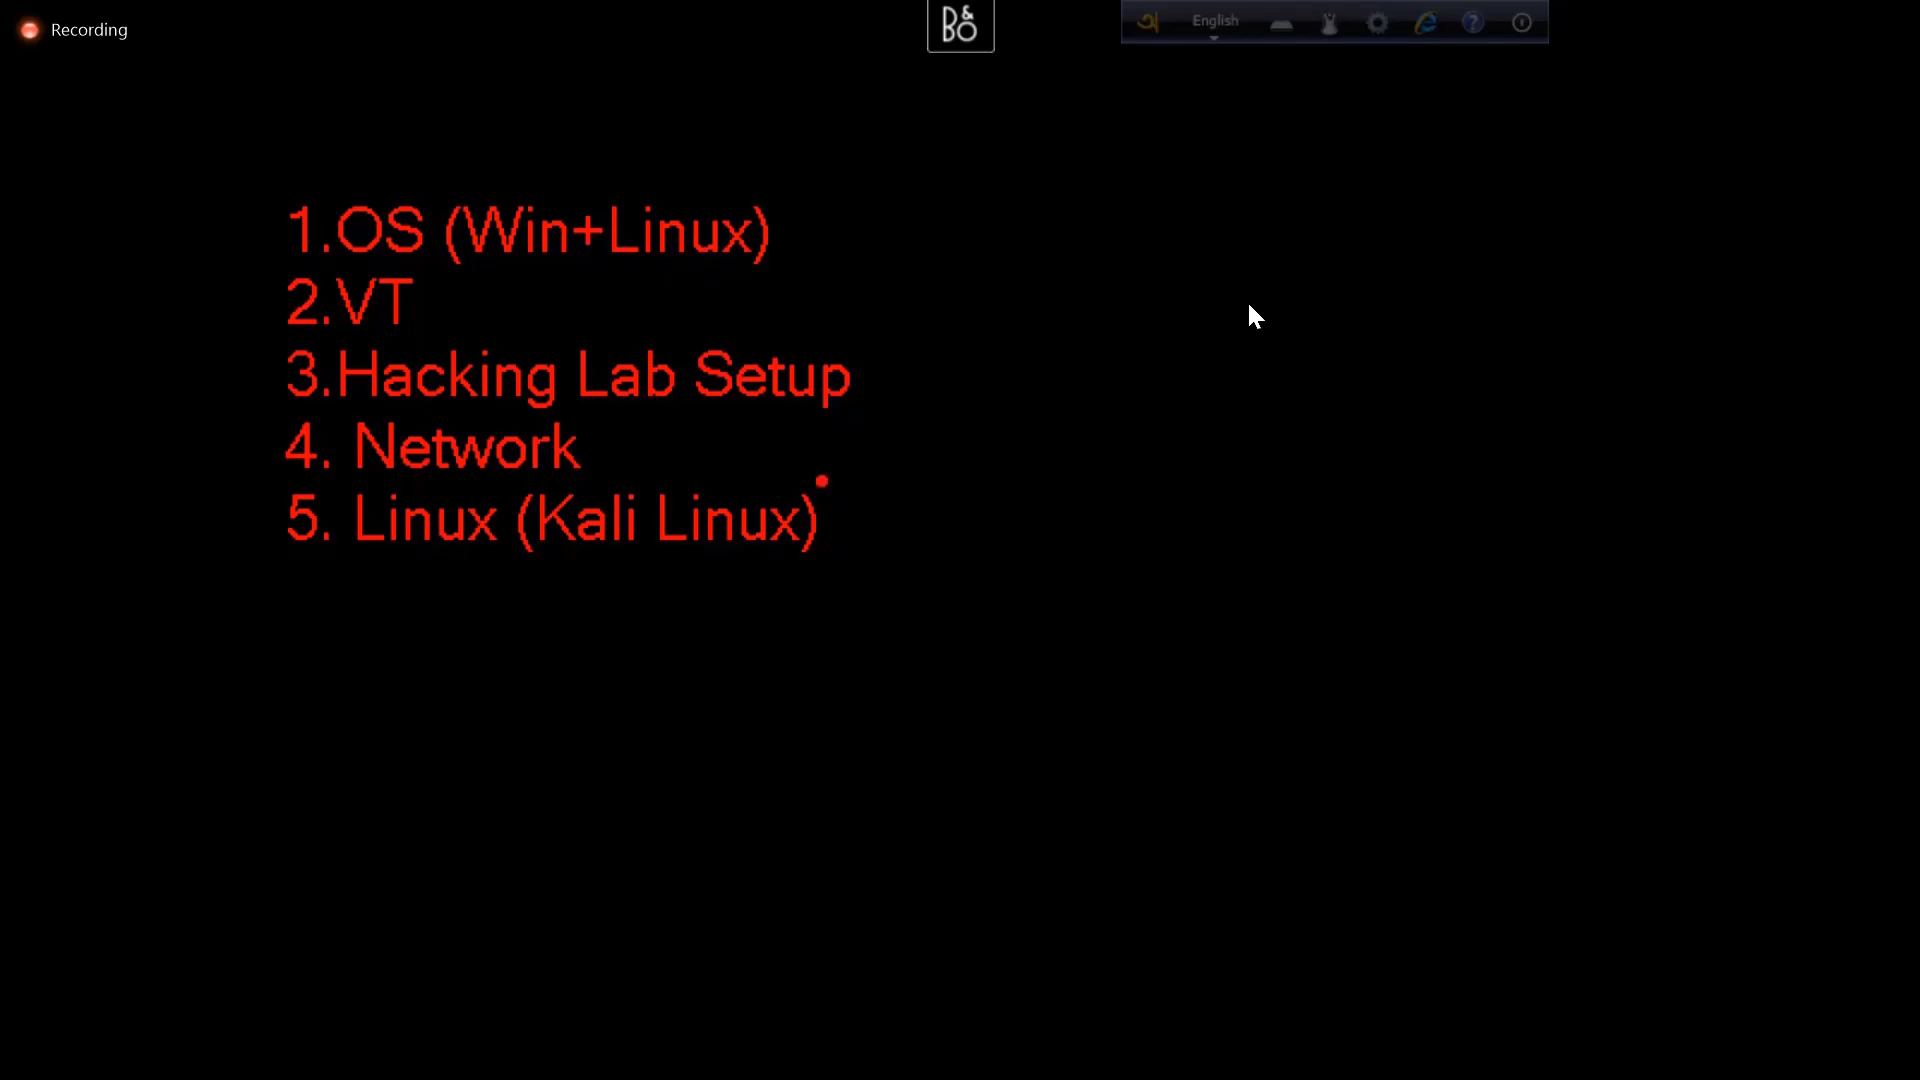 Recording
B&O
অ English
1.OS (Win+Linux)
2.VT
3.Hacking Lab Setup
4. Network
5. Linux (Kali Linux)